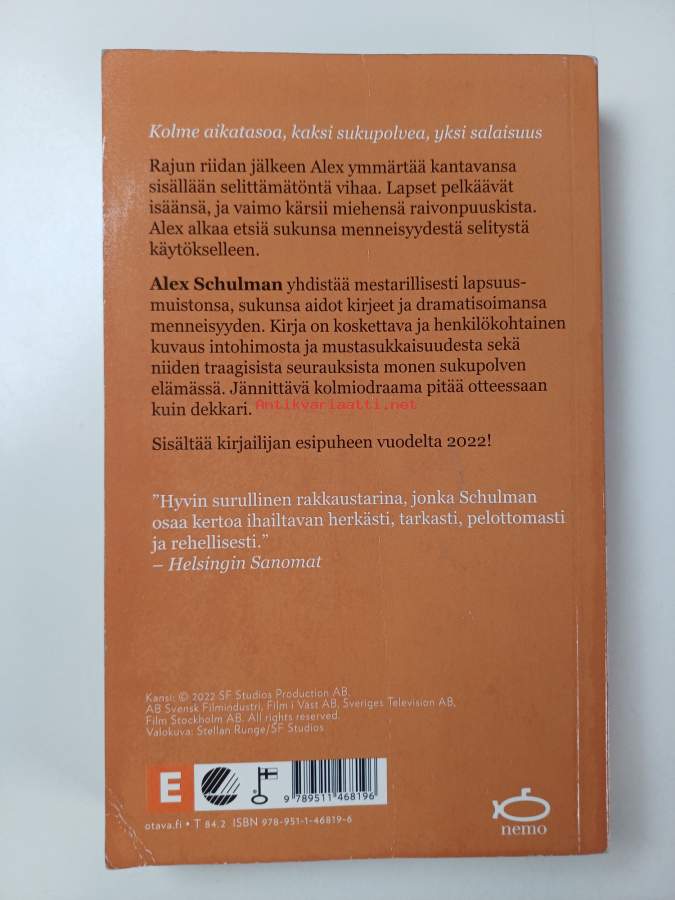 Kolme aikatasoa, kaksi sukupolvea, yksi salaisuus
Rajun riidan jälkeen Alex ymmärtää kantavansa
sisällään selittämätöntä vihaa. Lapset pelkäävät
isäänsä, ja vaimo kärsii miehensä raivonpuuskista.
Alex alkaa etsiä sukunsa menneisyydestä selitystä
käytökselleen.
Alex Schulman yhdistää mestarillisesti lapsuus-
muistonsa, sukunsa aidot kirjeet ja dramatisoimansa
menneisyyden. Kirja on koskettava ja henkilökohtainen
kuvaus intohimosta ja mustasukkaisuudesta sekä
niiden traagisista seurauksista monen sukupolven
elämässä. Jännittävä kolmiodraama pitää otteessaan
kuin dekkari.
Antikvariaatti.net
Sisältää kirjailijan esipuheen vuodelta 2022!
”Hyvin surullinen rakkaustarina, jonka Schulman
osaa kertoa ihailtavan herkästi, tarkasti, pelottomasti
ja rehellisesti.”
– Helsingin Sanomat
Kansi: © 2022 SF Studios Production AB,
AB Svensk Filmindustri, Film i Väst AB, Sveriges Television AB,
Film Stockholm AB. All rights reserved.
Valokuva: Stellan Runge/SF Studios
E
9 789511 468196
otava.fi • T 84.2 ISBN 978-951-1-46819-6
nemo